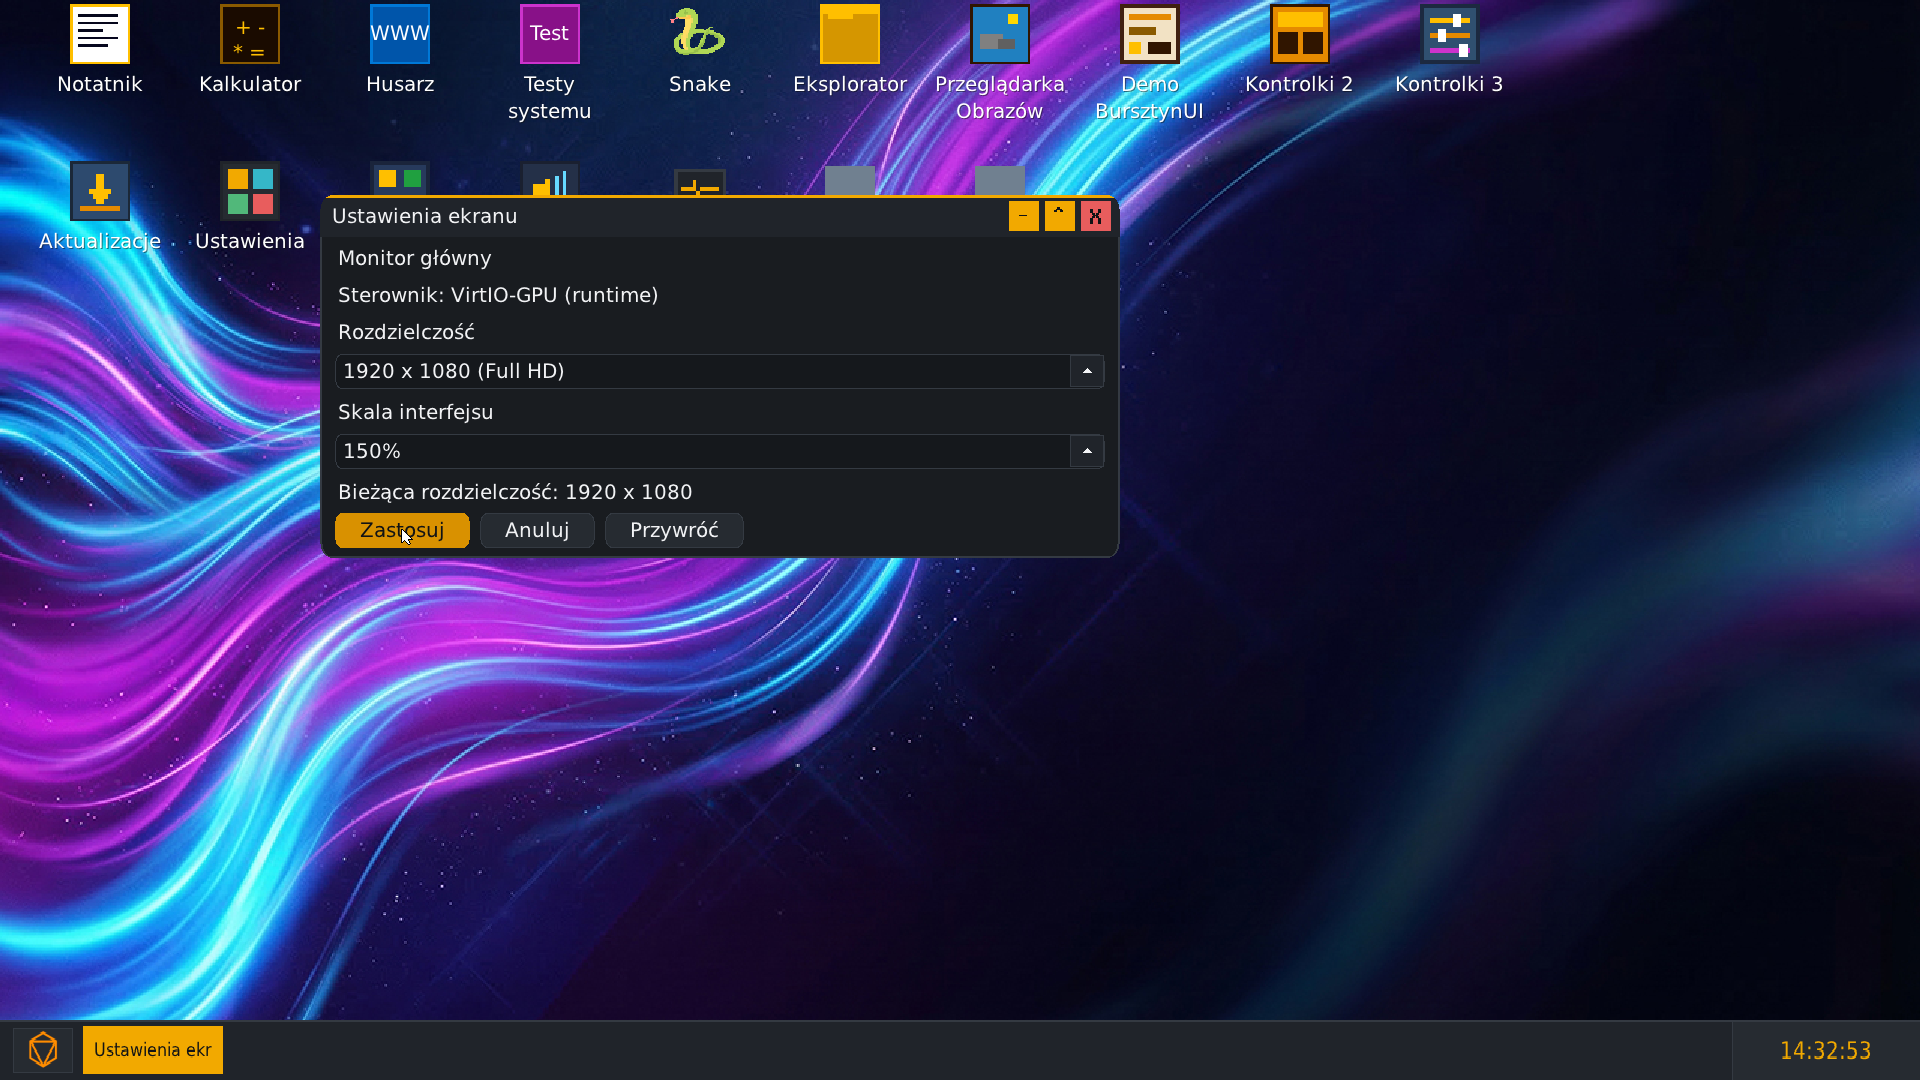 + -
* =
WWW
Test
Notatnik
Kalkulator
Husarz
Testy
systemu
Snake
Eksplorator
Przeglądarka
Obrazów
Demo
BursztynUI
Kontrolki 2
Kontrolki 3
Aktualizacje
Ustawienia
Ustawienia ekranu
Monitor główny
Sterownik: VirtIO-GPU (runtime)
Rozdzielczość
1920 x 1080 (Full HD)
Skala interfejsu
150%
Bieżąca rozdzielczość: 1920 x 1080
Zastosuj
Anuluj
Przywróć
Ustawienia ekr
14:32:53